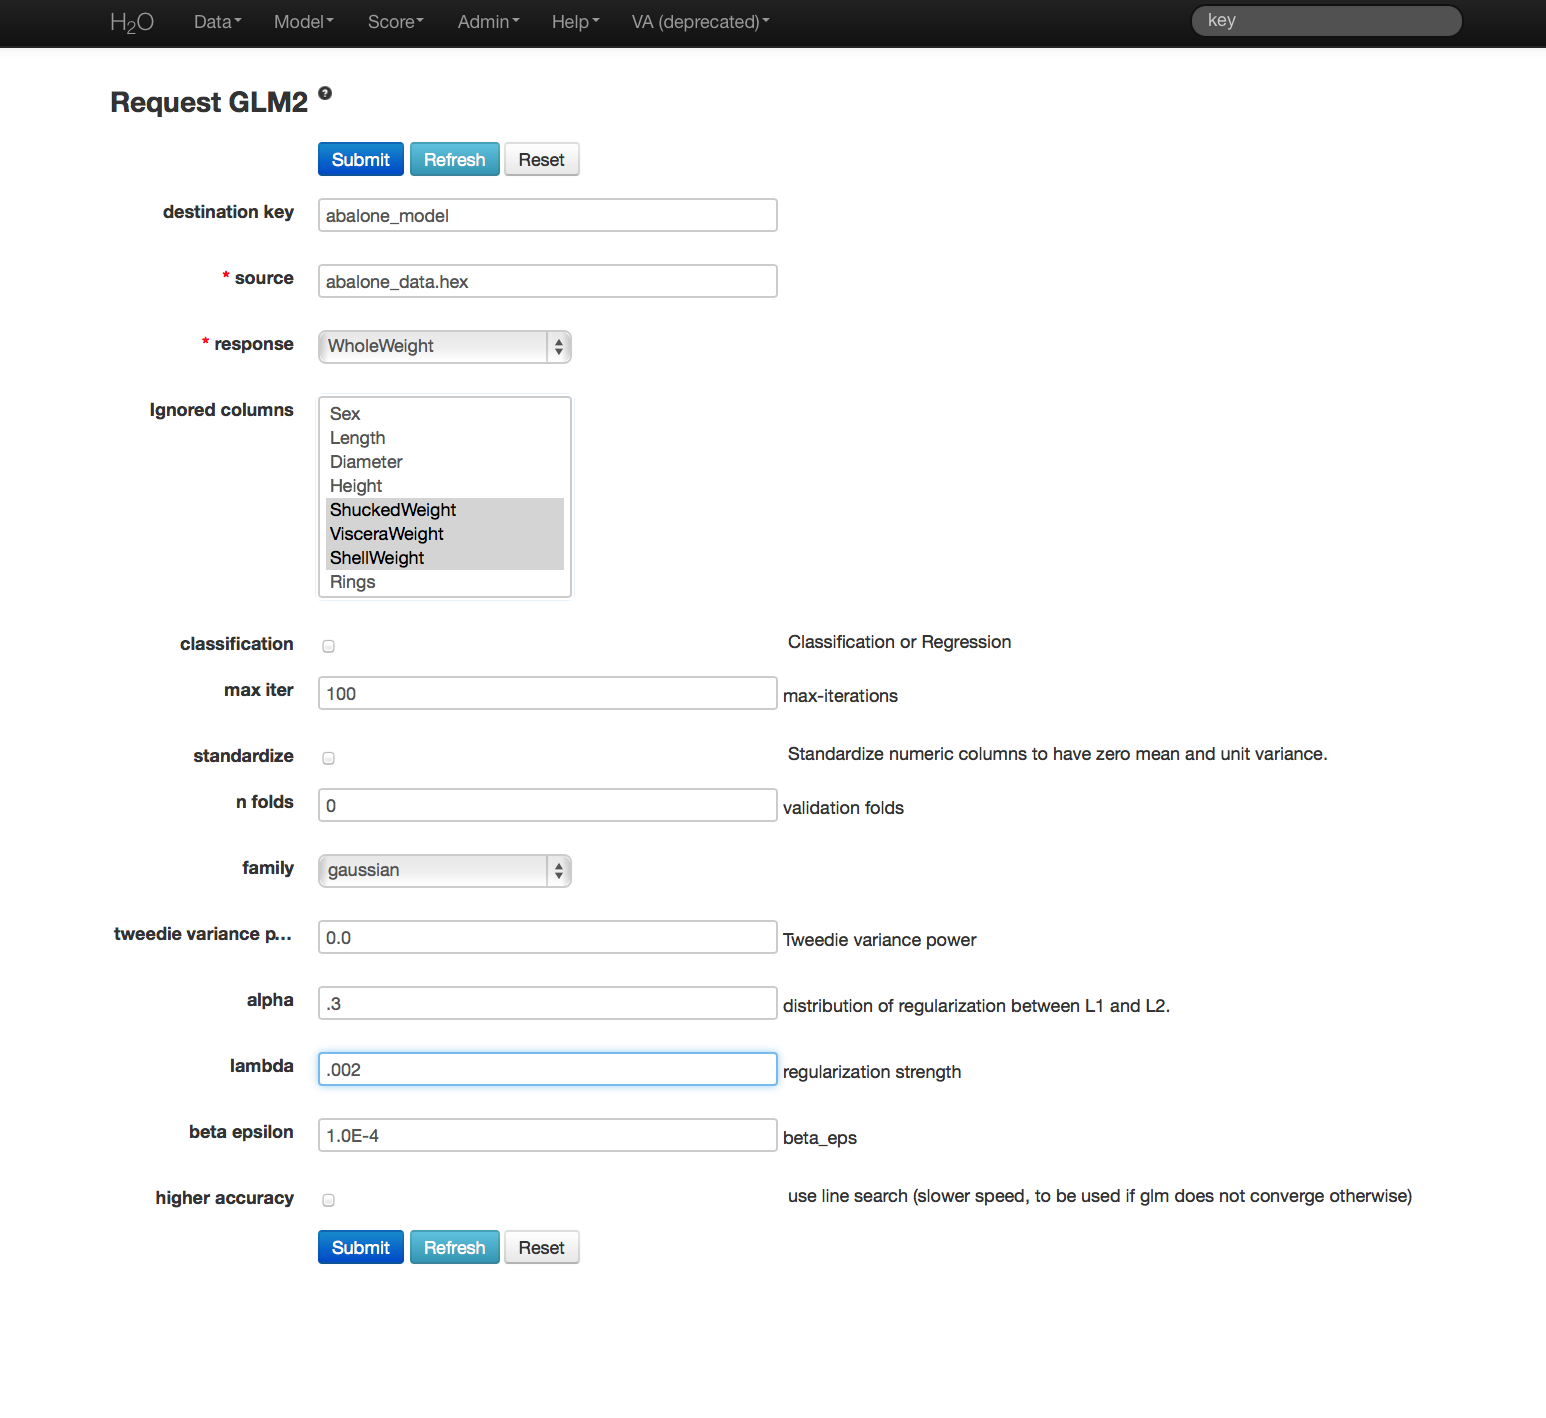 H2O Data Model Score Admin Help VA (deprecated) key
Request GLM2 ?
Submit Refresh Reset
destination key abalone_model
* source abalone_data.hex
* response WholeWeight
Ignored columns Sex
Length
Diameter
Height
ShuckedWeight
VisceraWeight
ShellWeight
Rings
classification Classification or Regression
max iter 100 max-iterations
standardize Standardize numeric columns to have zero mean and unit variance.
n folds 0 validation folds
family gaussian
tweedie variance p... 0.0 Tweedie variance power
alpha .3 distribution of regularization between L1 and L2.
lambda .002 regularization strength
beta epsilon 1.0E-4 beta_eps
higher accuracy use line search (slower speed, to be used if glm does not converge otherwise)
Submit Refresh Reset